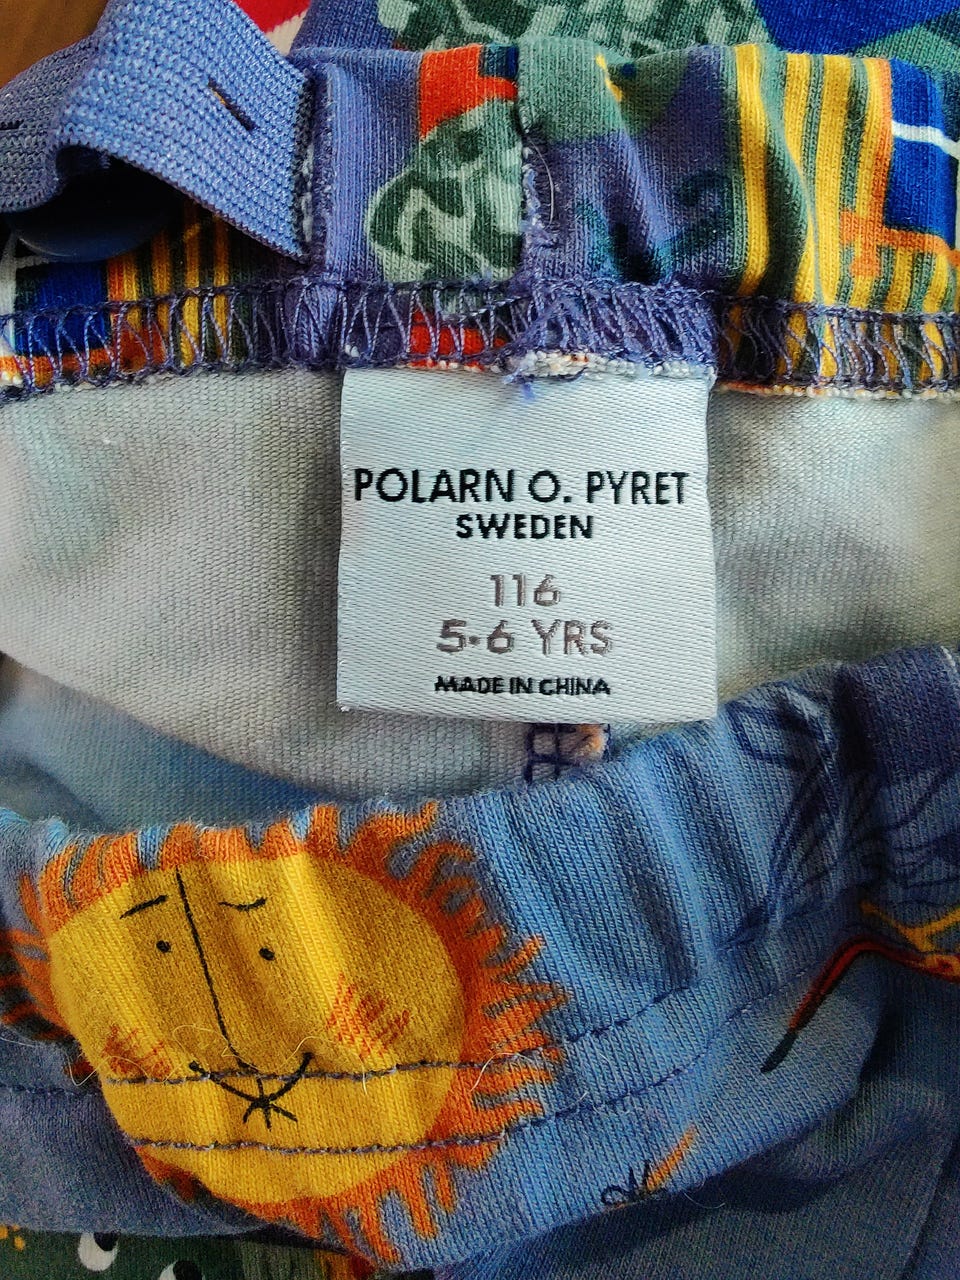 POLARN O. PYRET
SWEDEN
116
5-6 YRS
MADE IN CHINA